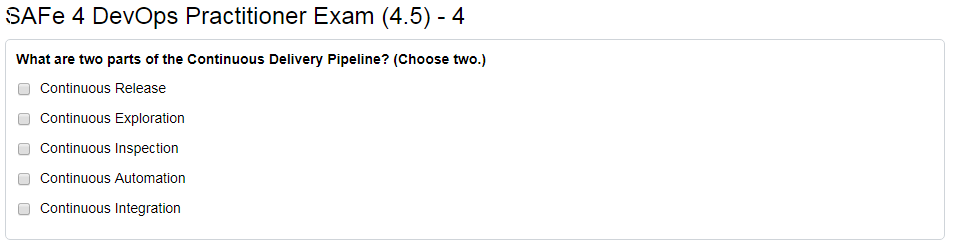 SAFe 4 DevOps Practitioner Exam (4.5) - 4
What are two parts of the Continuous Delivery Pipeline? (Choose two.)
Continuous Release
Continuous Exploration
Continuous Inspection
Continuous Automation
Continuous Integration